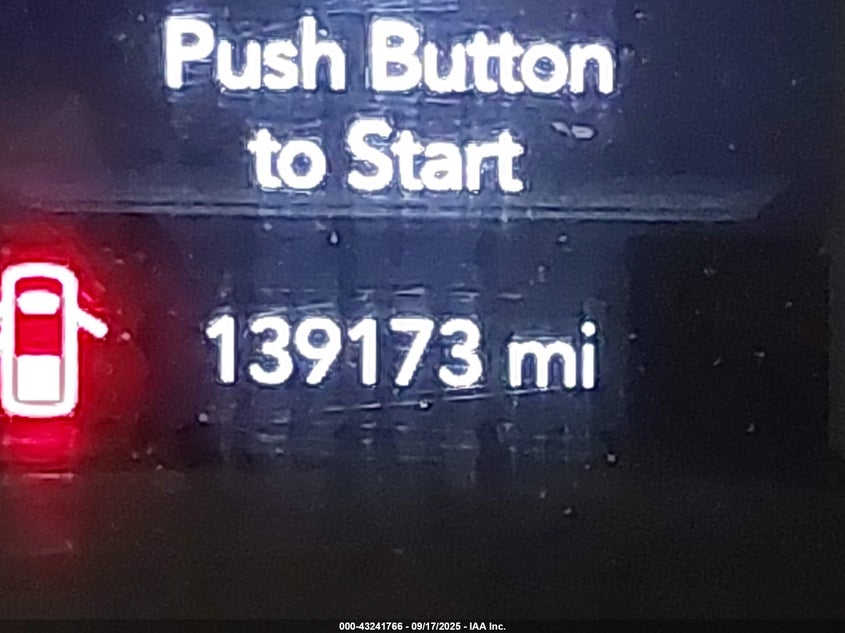 Push Button
to Start
139173 mi
000-43241766 - 09/17/2025 - IAA Inc.